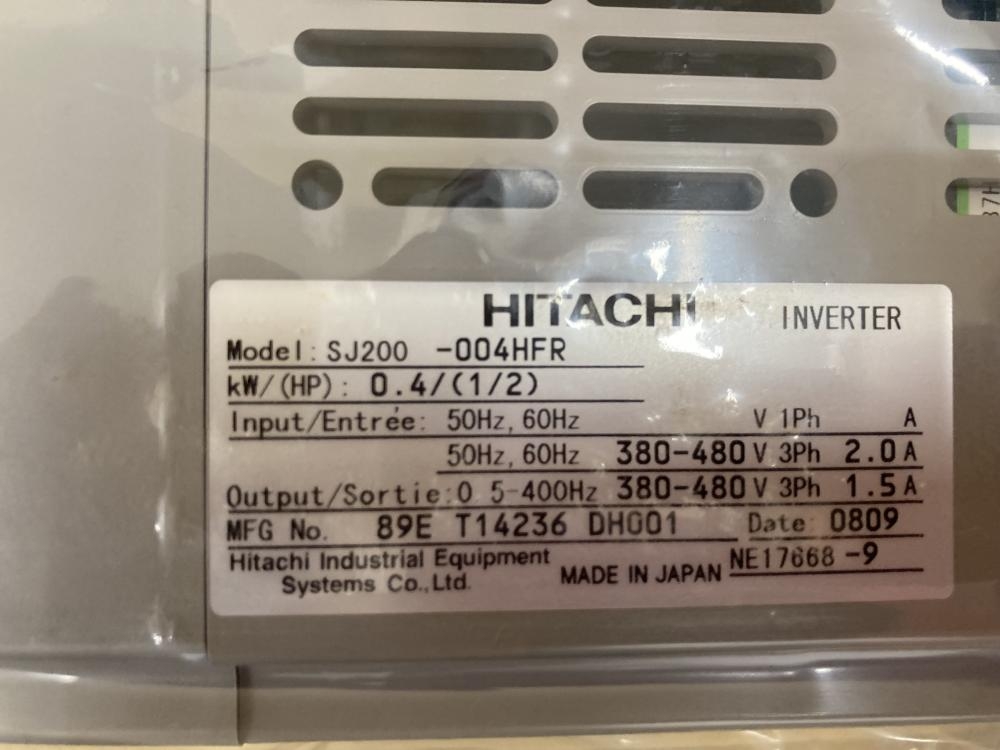 HITACHI INVERTER
Model: SJ200 -004HFR
kW/(HP): 0.4/(1/2)
Input/Entrée: 50Hz, 60Hz V 1Ph A
50Hz, 60Hz 380-480 V 3Ph 2.0 A
Output/Sortie: 0 5-400Hz 380-480 V 3Ph 1.5 A
MFG No. 89E T14236 DH001 Date: 0809
Hitachi Industrial Equipment
Systems Co.,Ltd. MADE IN JAPAN NE17668 -9